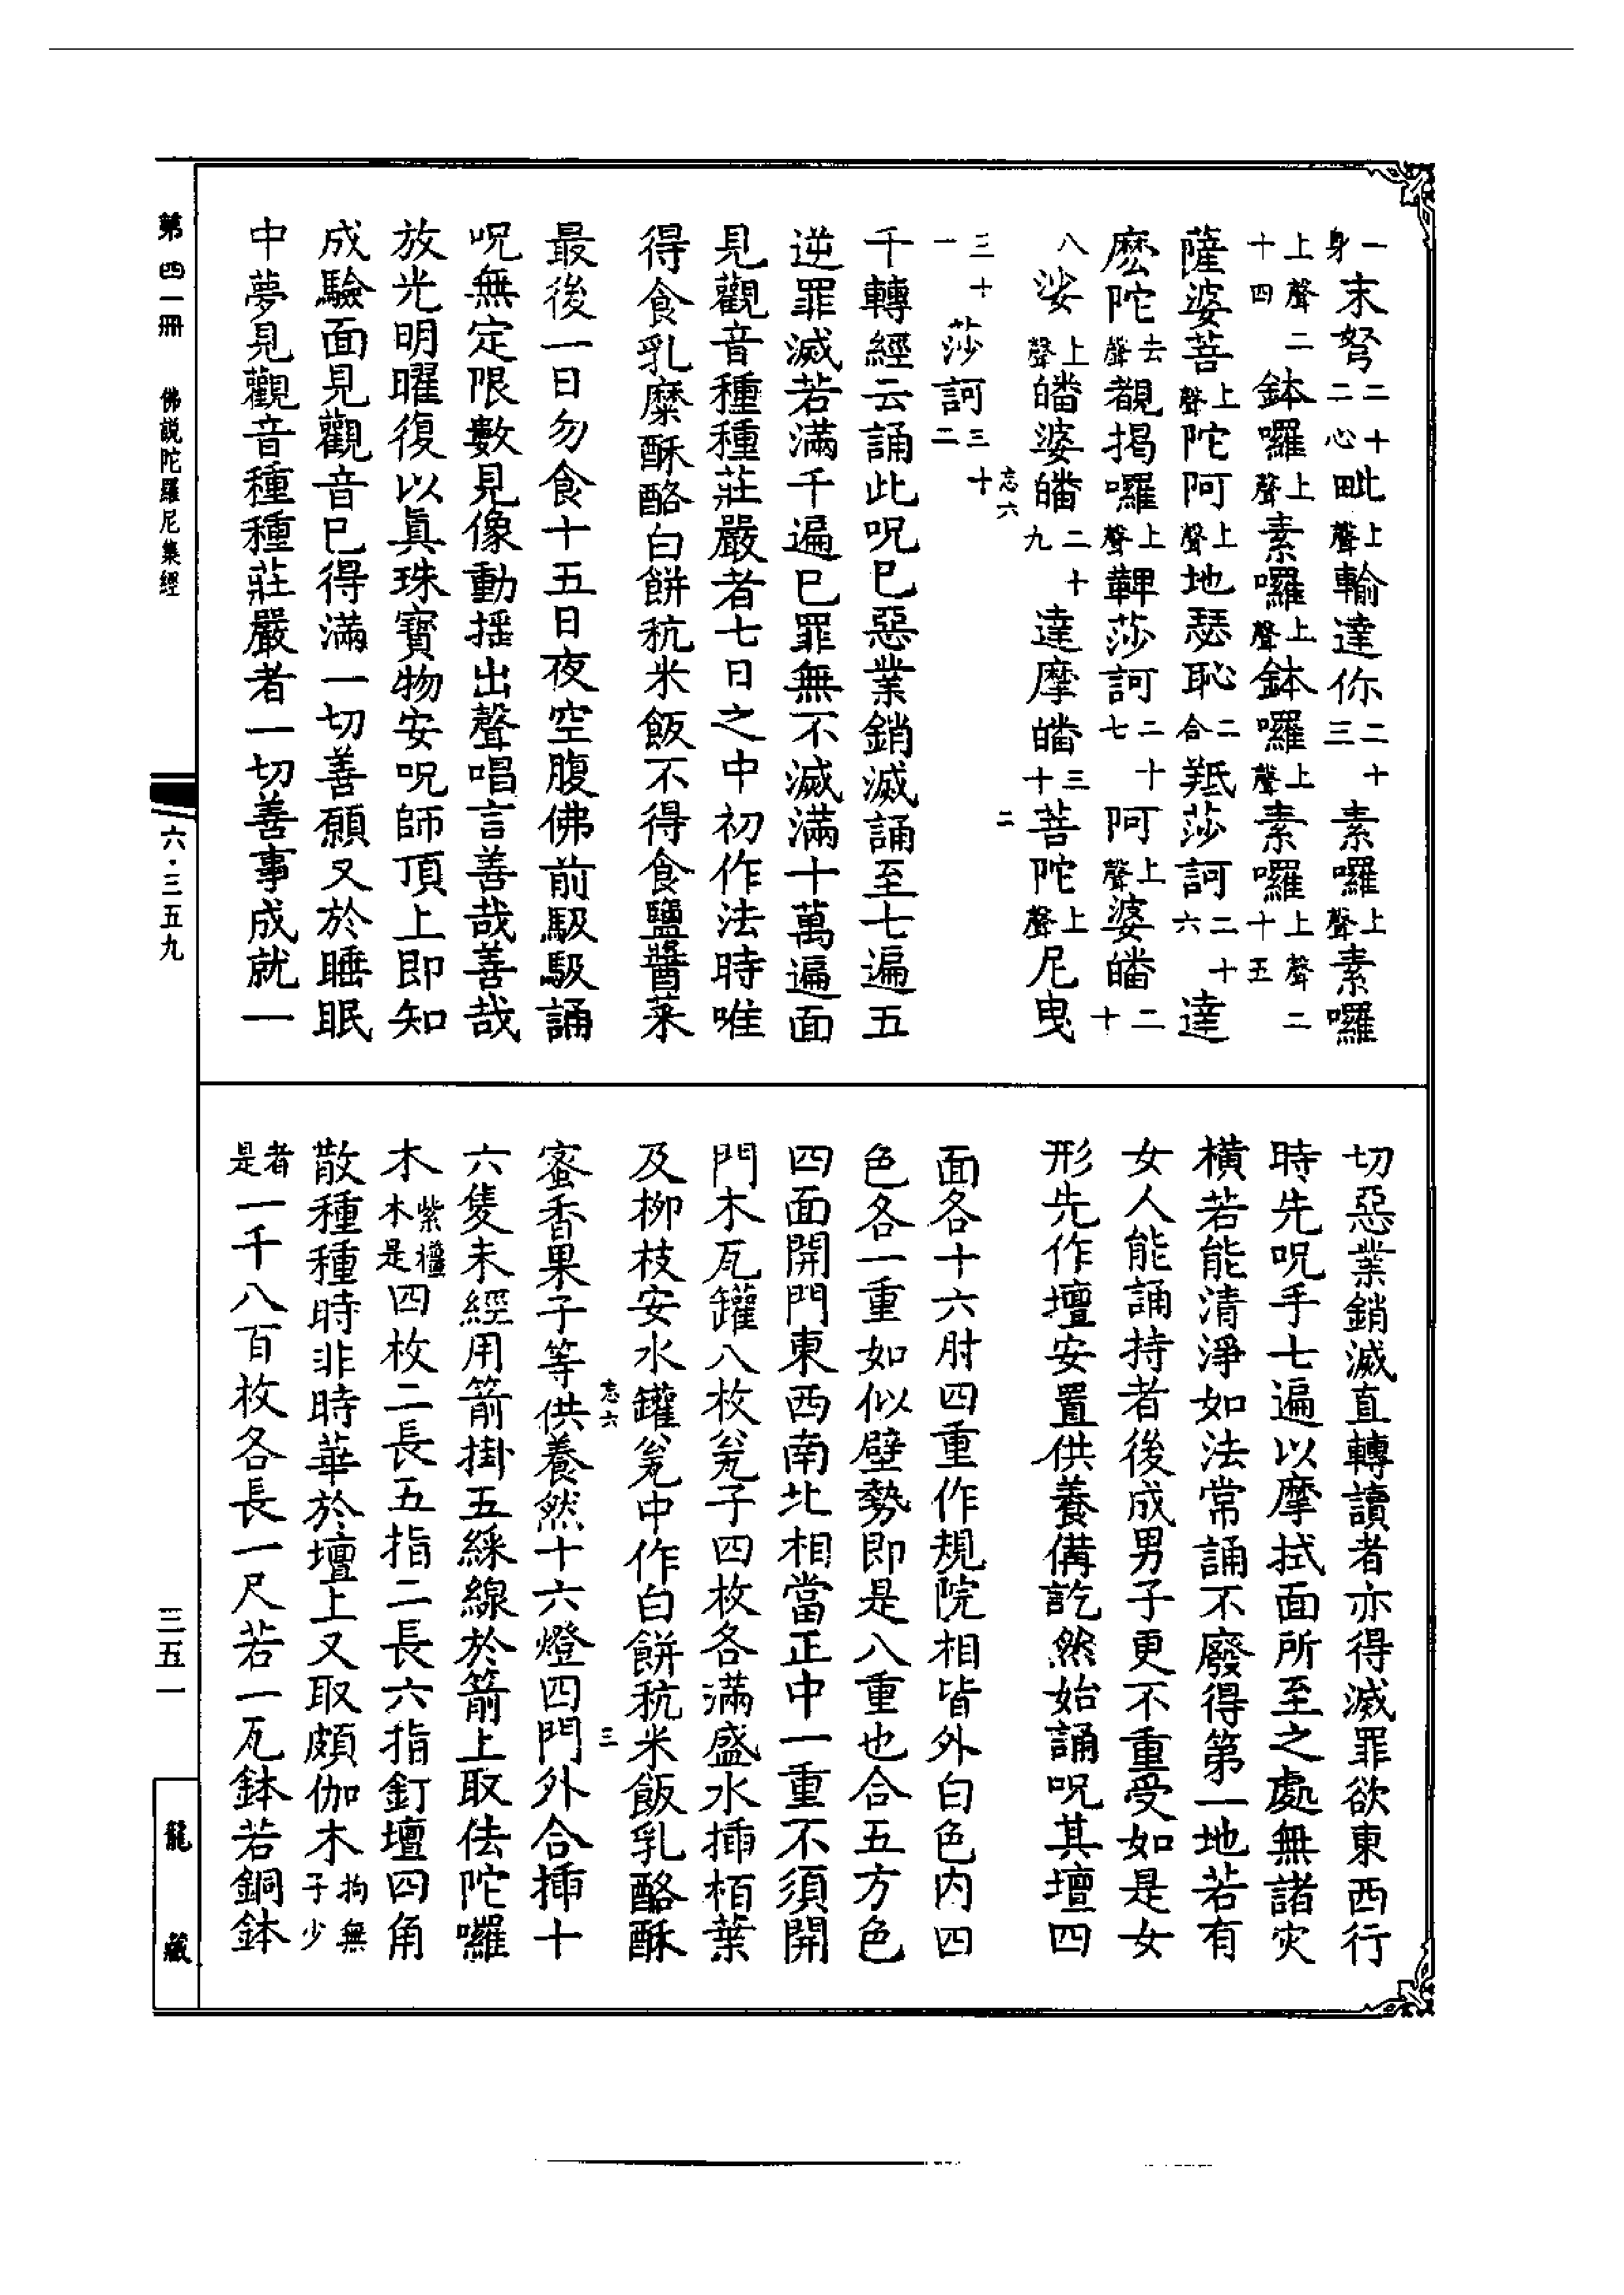 一身末弩二十二心毗上聲輸達你二十三素囉上聲素囉
上聲二十四鉢囉上聲素囉上聲鉢囉上聲素囉上聲二十五
薩婆菩上聲陀阿上聲地瑟恥二合羝莎訶二十六達
麽陀去聲覩揭囉上聲鞞莎訶二十七阿上聲婆皤二十
八娑上聲皤婆皤二十九達摩皤三十菩陀上聲尼曳
三十一莎訶三十二
忘六
二
千轉經云誦此呪已惡業銷滅誦至七遍五
逆罪滅若滿千遍已罪無不滅滿十萬遍面
見觀音種種莊嚴者七日之中初作法時唯
得食乳糜酥酪白餅秔米飯不得食鹽醬菜
最後一日勿食十五日夜空腹佛前馺馺誦
呪無定限數見像動搖出聲唱言善哉善哉
放光明曜復以眞珠寶物安呪師頂上即知
成驗面見觀音已得滿一切善願又於睡眠
中夢見觀音種種莊嚴者一切善事成就一
切惡業銷滅直轉讀者亦得滅罪欲東西行
時先呪手七遍以摩拭面所至之處無諸灾
橫若能清淨如法常誦不廢得第一地若有
女人能誦持者後成男子更不重受如是女
形先作壇安置供養備訖然始誦呪其壇四
面各十六肘四重作規院相皆外白色内四
色各一重如似壁勢即是八重也合五方色
四面開門東西南北相當正中一重不須開
門木瓦罐八枚瓮子四枚各滿盛水揷栢葉
及柳枝安水罐瓮中作白餅秔米飯乳酪酥
忘六
三
蜜香果子等供養然十六燈四門外合揷十
六隻未經用箭掛五綵線於箭上取佉陀囉
木紫橿木是四枚二長五指二長六指釘壇四角
散種種時非時華於壇上又取頗伽木拘無子少
者是一千八百枚各長一尺若一瓦鉢若銅鉢
第四一冊　佛説陀羅尼集經
六·三五九
三五一
龍藏